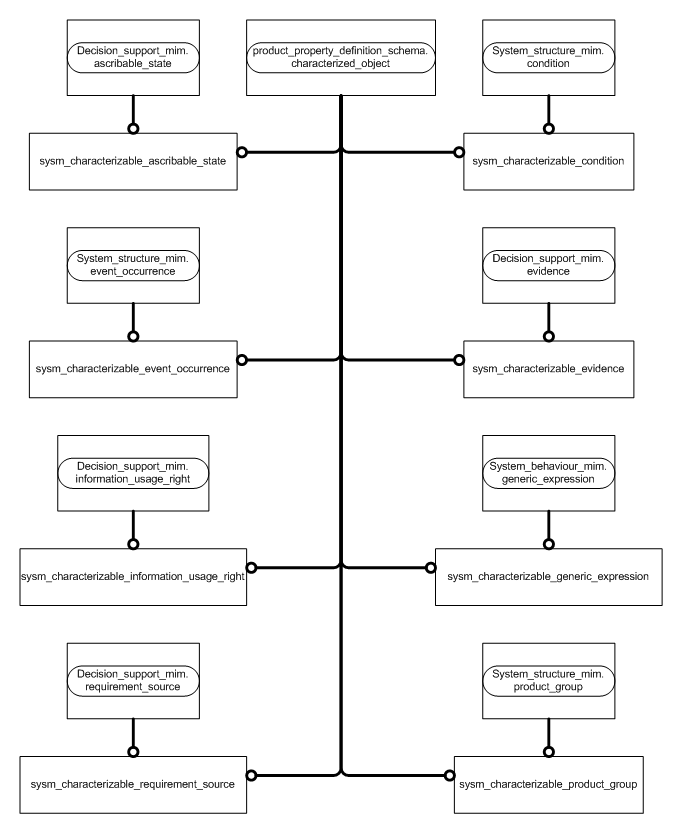 Decision_support_mim.
ascribable_state
product_property_definition_schema.
characterized_object
System_structure_mim.
condition
sysm_characterizable_ascribable_state
sysm_characterizable_condition
System_structure_mim.
event_occurrence
Decision_support_mim.
evidence
sysm_characterizable_event_occurrence
sysm_characterizable_evidence
Decision_support_mim.
information_usage_right
System_behaviour_mim.
generic_expression
sysm_characterizable_information_usage_right
sysm_characterizable_generic_expression
Decision_support_mim.
requirement_source
System_structure_mim.
product_group
sysm_characterizable_requirement_source
sysm_characterizable_product_group